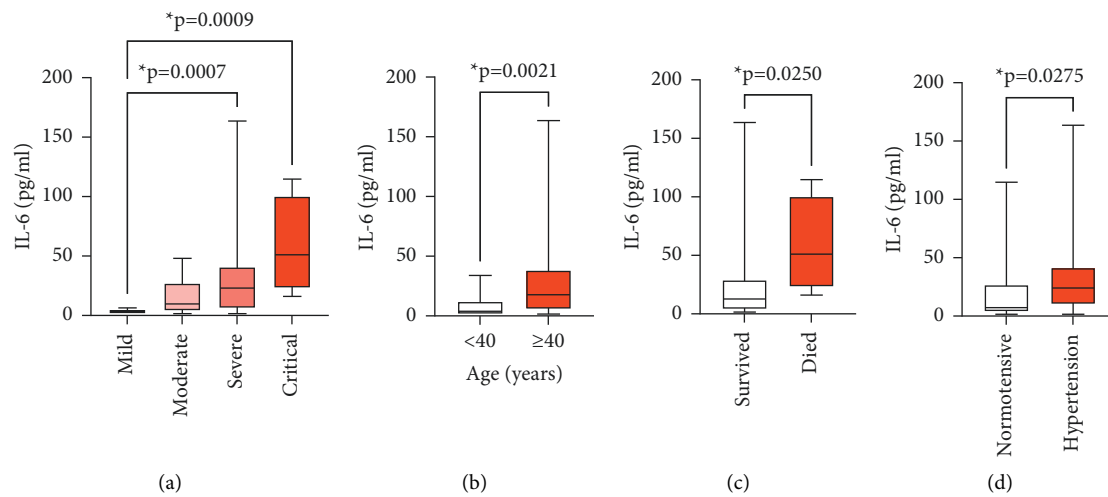 *p=0.0009
*p=0.0007
200
150
100
50
0
IL-6 (pg/ml)
Mild
Moderate
Severe
Critical
(a)
*p=0.0021
200
150
100
50
0
IL-6 (pg/ml)
<40
≥40
Age (years)
(b)
*p=0.0250
200
150
100
50
0
IL-6 (pg/ml)
Survived
Died
(c)
*p=0.0275
200
150
100
50
0
IL-6 (pg/ml)
Normotensive
Hypertension
(d)